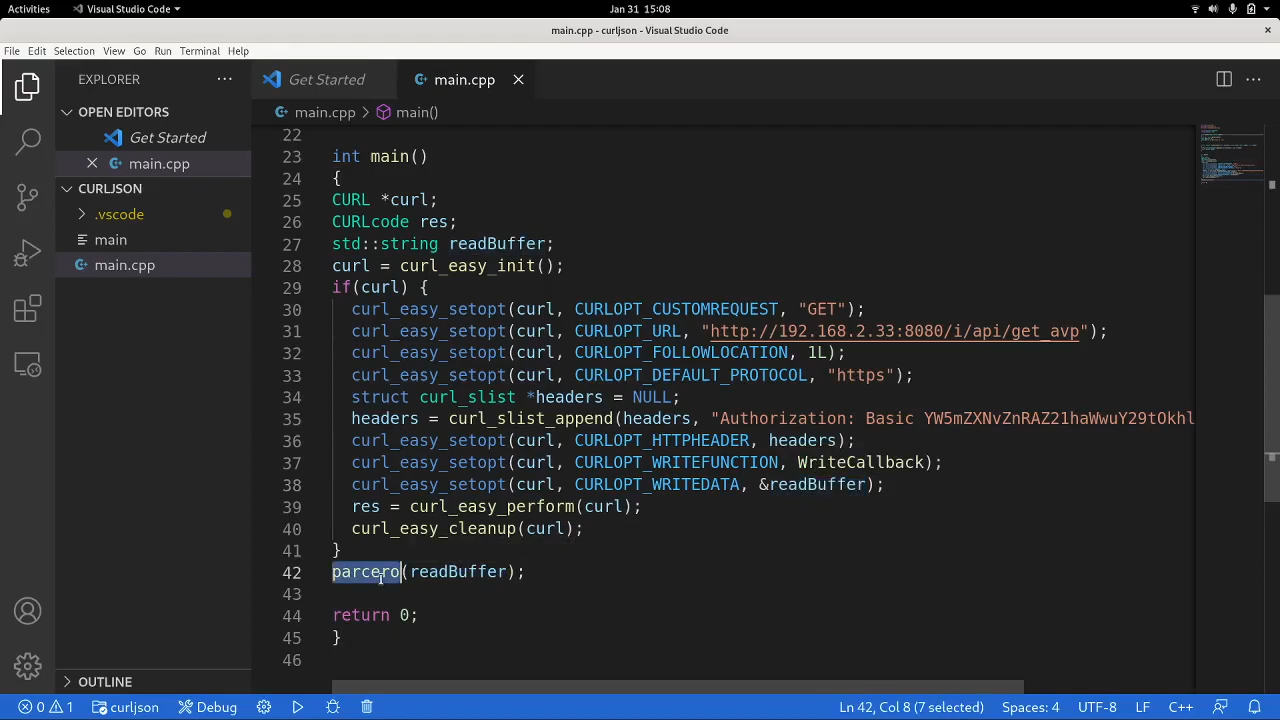 Activities Visual Studio Code Jan 31 15:08
main.cpp - curljson - Visual Studio Code ×
File Edit Selection View Go Run Terminal Help
EXPLORER ··· Get Started main.cpp ×
OPEN EDITORS main.cpp > main()
Get Started
× main.cpp
CURLJSON
.vscode
main
main.cpp
22
23 int main()
24 {
25 CURL *curl;
26 CURLcode res;
27 std::string readBuffer;
28 curl = curl_easy_init();
29 if(curl) {
30 curl_easy_setopt(curl, CURLOPT_CUSTOMREQUEST, "GET");
31 curl_easy_setopt(curl, CURLOPT_URL, "http://192.168.2.33:8080/i/api/get_avp");
32 curl_easy_setopt(curl, CURLOPT_FOLLOWLOCATION, 1L);
33 curl_easy_setopt(curl, CURLOPT_DEFAULT_PROTOCOL, "https");
34 struct curl_slist *headers = NULL;
35 headers = curl_slist_append(headers, "Authorization: Basic YW5mZXNvZnRAZ21haWwuY29tOkhl
36 curl_easy_setopt(curl, CURLOPT_HTTPHEADER, headers);
37 curl_easy_setopt(curl, CURLOPT_WRITEFUNCTION, WriteCallback);
38 curl_easy_setopt(curl, CURLOPT_WRITEDATA, &readBuffer);
39 res = curl_easy_perform(curl);
40 curl_easy_cleanup(curl);
41 }
42 parcero(readBuffer);
43
44 return 0;
45 }
46
OUTLINE
0 1 curljson Debug Ln 42, Col 8 (7 selected) Spaces: 4 UTF-8 LF C++